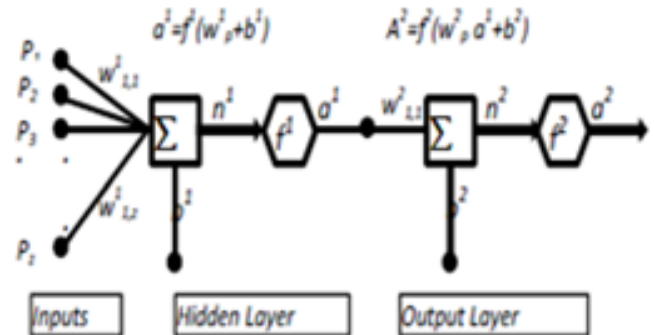 a¹=f¹(w¹ₚ+b¹)
A²=f²(w²ₚ a¹+b²)
P₁
w¹₁,₁
P₂
P₃
Σ
n¹
f¹
a¹
w²₁,₁
Σ
n²
f²
a²
w¹₁,z
b¹
b²
Pz
Inputs
Hidden Layer
Output Layer